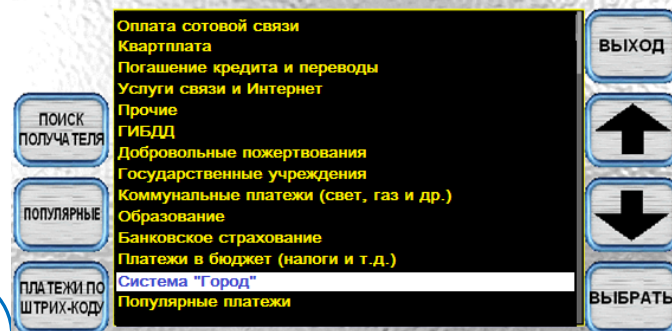 Оплата сотовой связи
Квартплата
Погашение кредита и переводы
Услуги связи и Интернет
Прочие
ГИБДД
Добровольные пожертвования
Государственные учреждения
Коммунальные платежи (свет, газ и др.)
Образование
Банковское страхование
Платежи в бюджет (налоги и т.д.)
Система "Город"
Популярные платежи
ПОИСК
ПОЛУЧАТЕЛЯ
ПОПУЛЯРНЫЕ
ПЛАТЕЖИ ПО
ШТРИХ-КОДУ
ВЫХОД
ВЫБРАТЬ